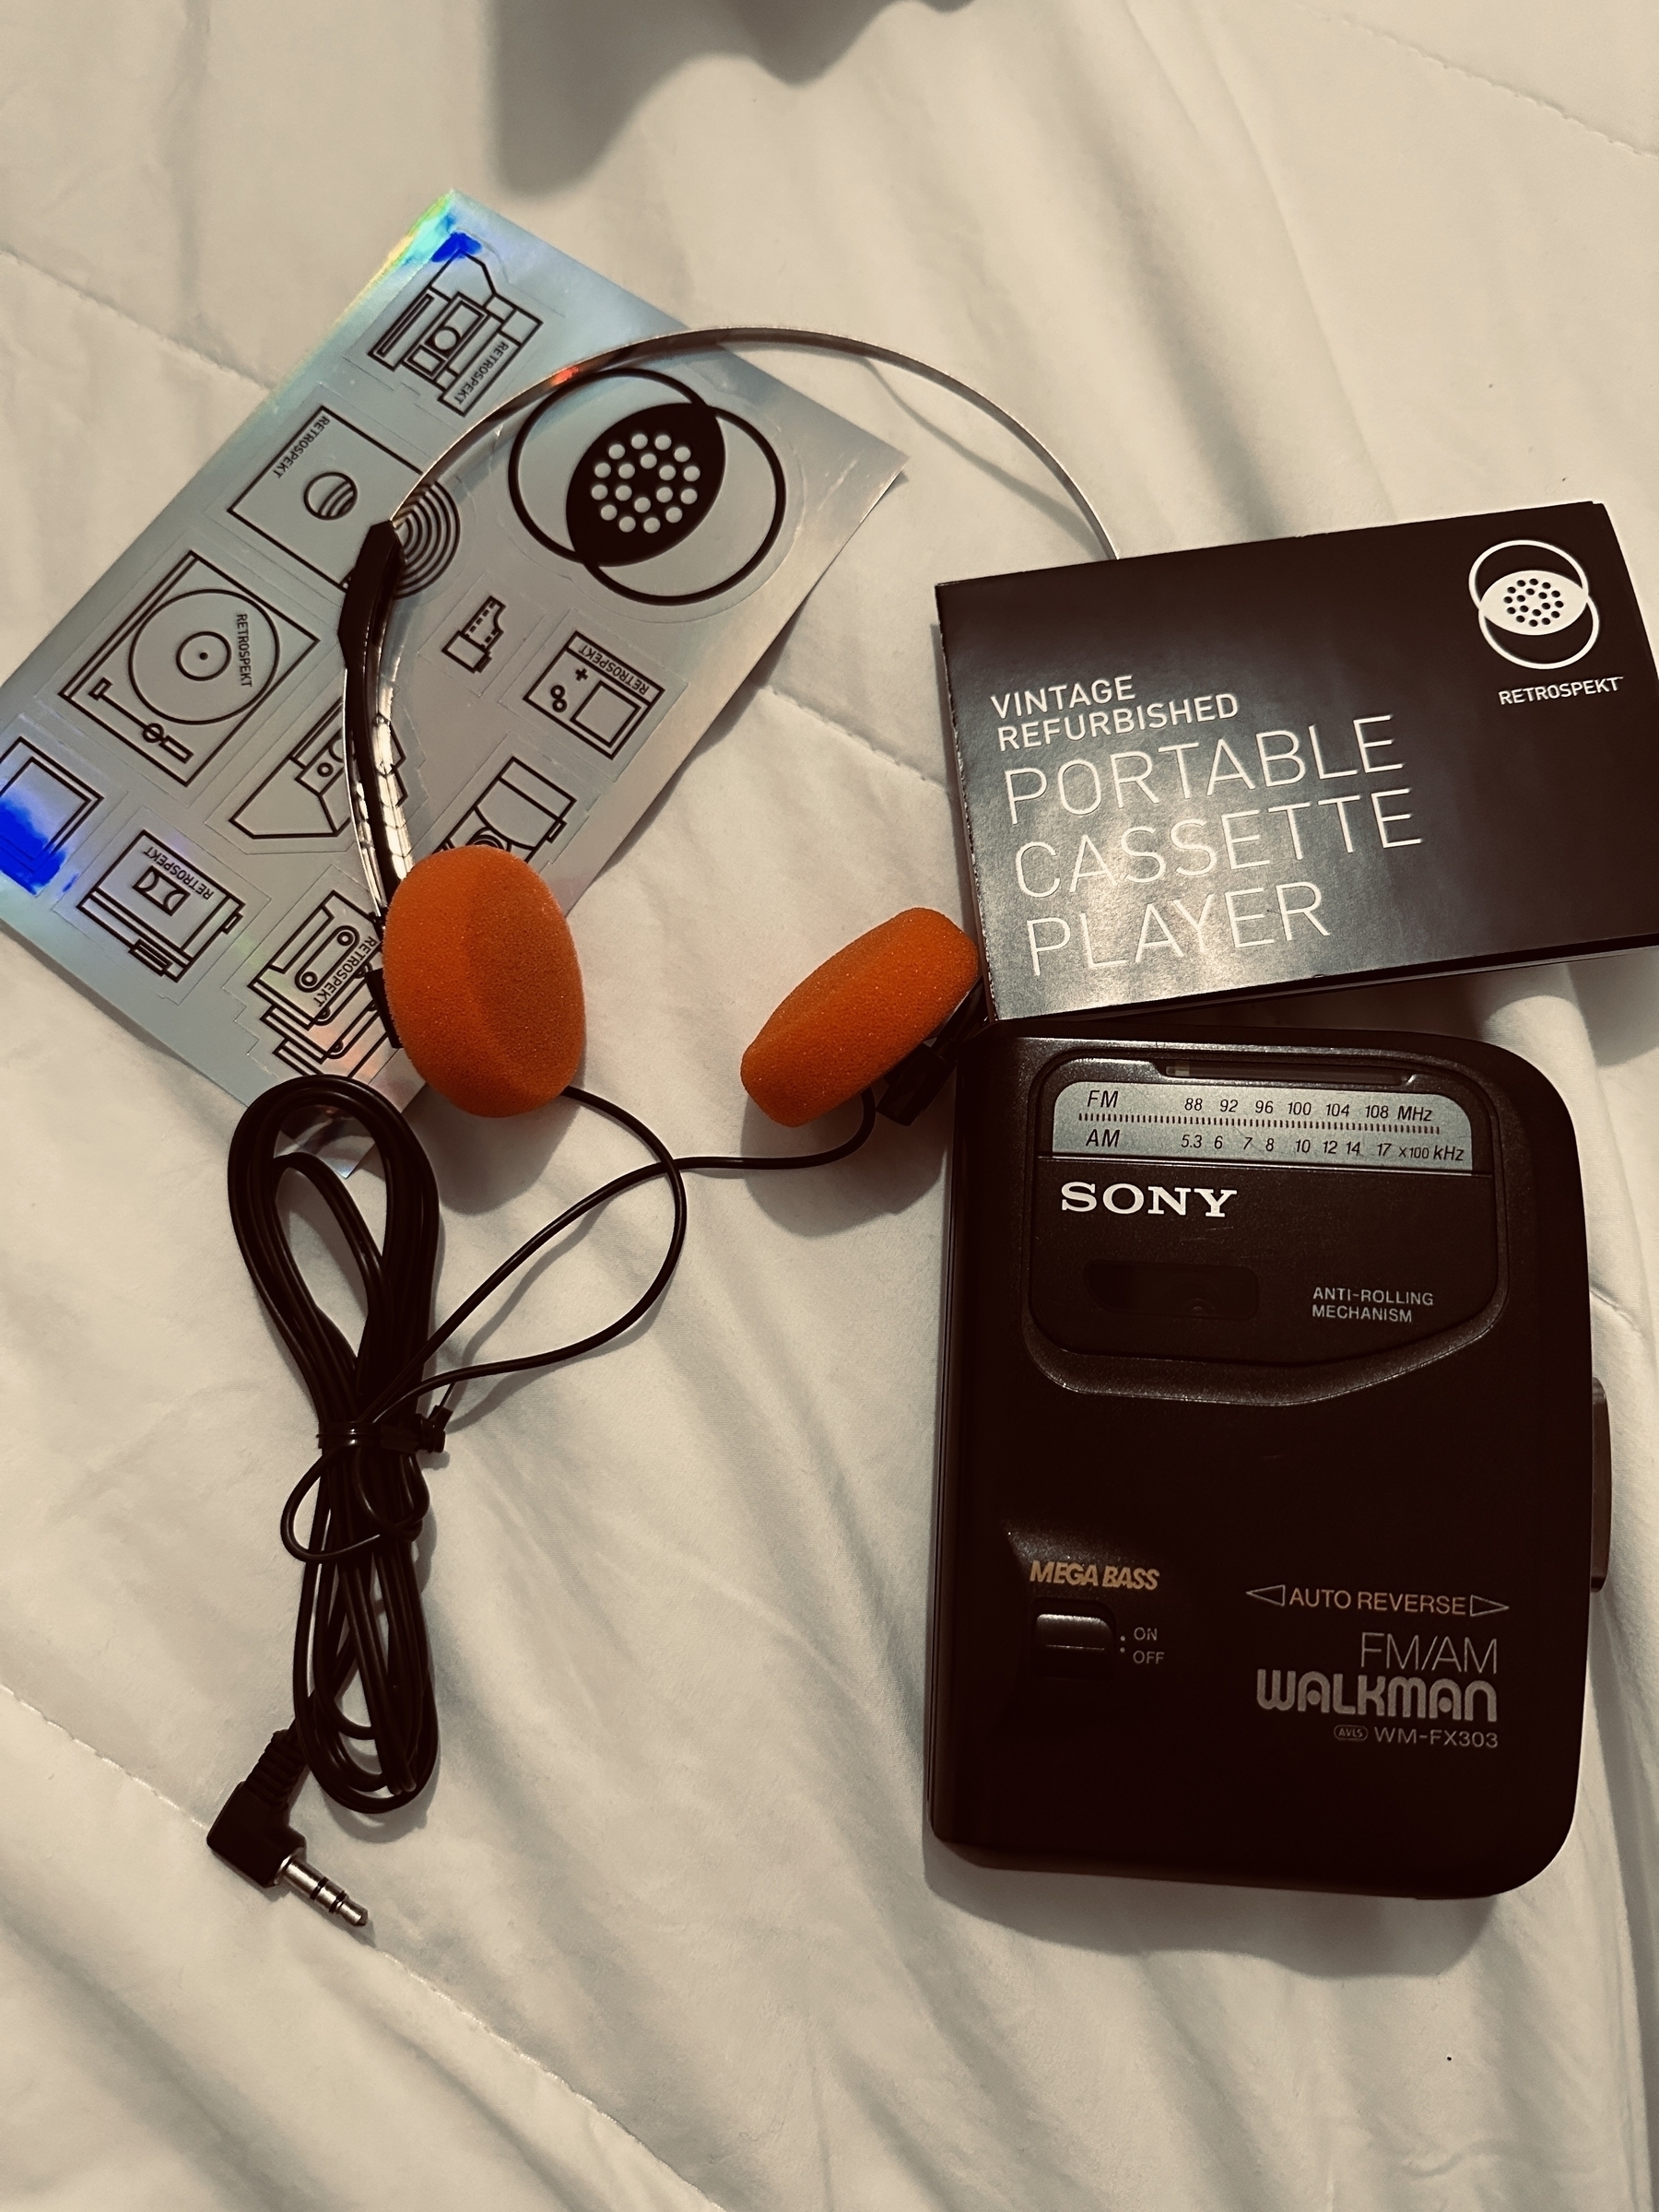 RETROSPEKT
RETROSPEKT
RETROSPEKT
RETROSPEKT
RETROSPEKT
RETROSPEKT
RETROSPEKT
VINTAGE
REFURBISHED
PORTABLE
CASSETTE
PLAYER
FM 88 92 96 100 104 108 MHz
AM 5.3 6 7 8 10 12 14 17 x100 kHz
SONY
ANTI-ROLLING
MECHANISM
MEGA BASS
ON
OFF
AUTO REVERSE
FM/AM
WALKMAN
AVLS WM-FX303